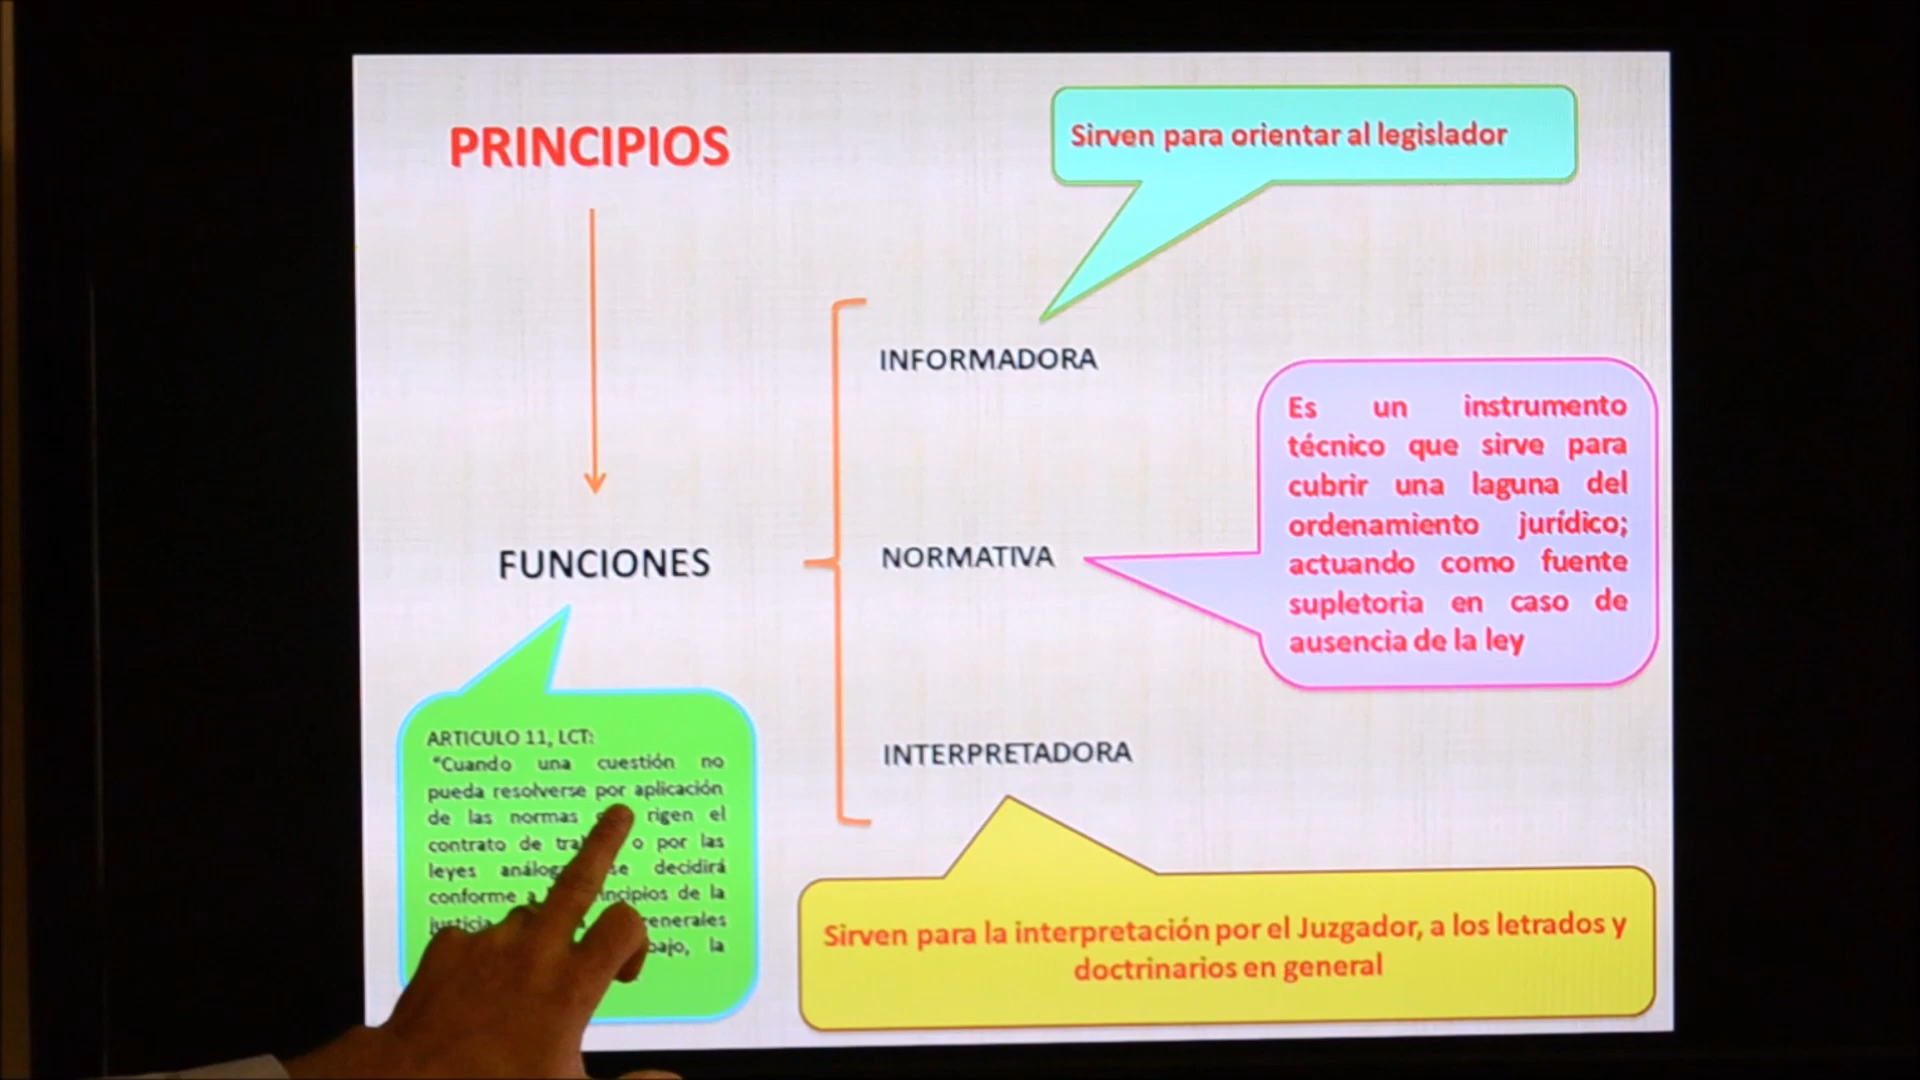 PRINCIPIOS
Sirven para orientar al legislador
INFORMADORA
Es un instrumento
técnico que sirve para
cubrir una laguna del
ordenamiento jurídico;
actuando como fuente
supletoria en caso de
ausencia de la ley
FUNCIONES
NORMATIVA
INTERPRETADORA
ARTICULO 11, LCT:
"Cuando una cuestión no
pueda resolverse por aplicación
de las normas rigen el
contrato de o por las
leyes se decidirá
conforme a de la
justicia
la
Sirven para la interpretación por el Juzgador, a los letrados y
doctrinarios en general